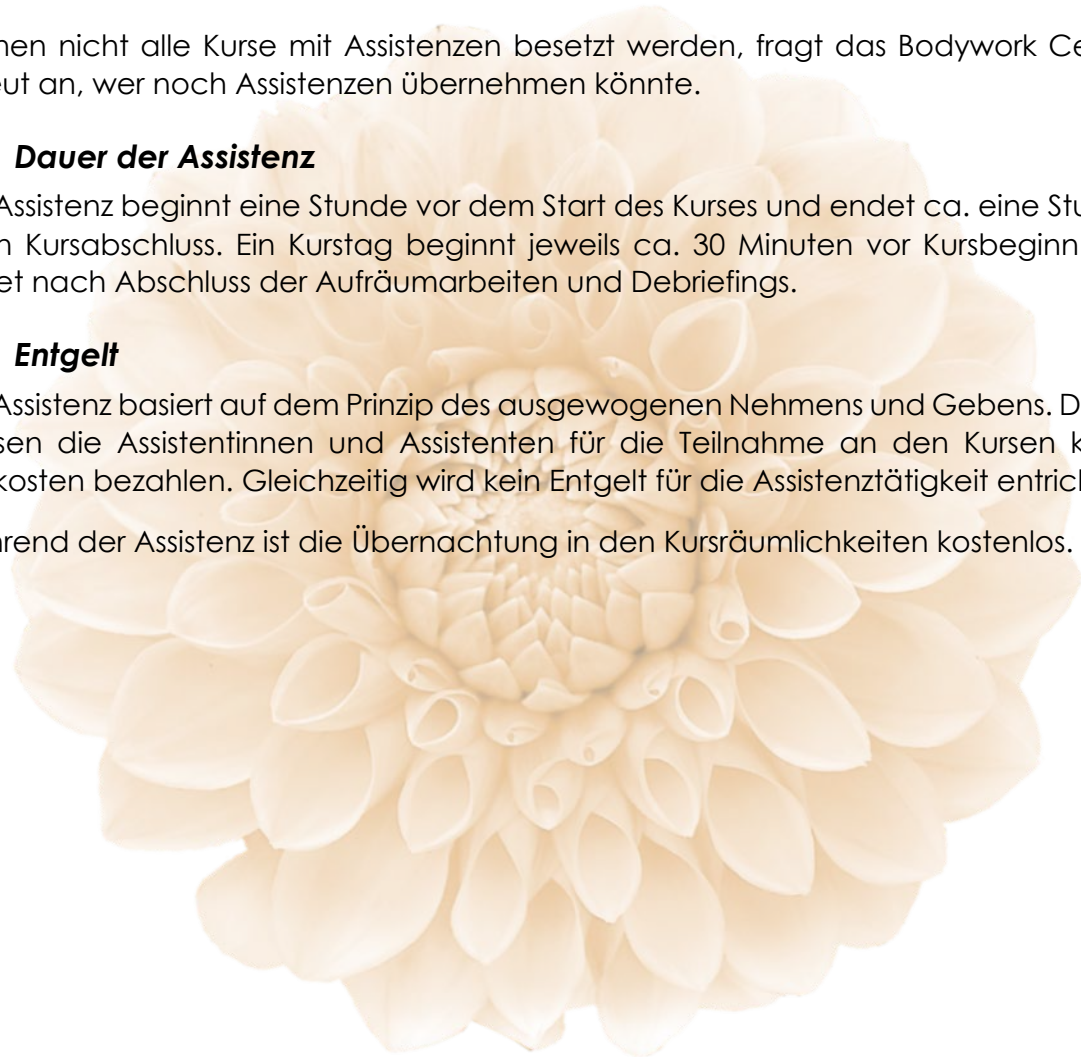 nen nicht alle Kurse mit Assistenzen besetzt werden, fragt das Bodywork Ce
eut an, wer noch Assistenzen übernehmen könnte.
Dauer der Assistenz
Assistenz beginnt eine Stunde vor dem Start des Kurses und endet ca. eine Stu
n Kursabschluss. Ein Kurstag beginnt jeweils ca. 30 Minuten vor Kursbeginn
et nach Abschluss der Aufräumarbeiten und Debriefings.
Entgelt
Assistenz basiert auf dem Prinzip des ausgewogenen Nehmens und Gebens. D
sen die Assistentinnen und Assistenten für die Teilnahme an den Kursen k
kosten bezahlen. Gleichzeitig wird kein Entgelt für die Assistenztätigkeit entrich
rend der Assistenz ist die Übernachtung in den Kursräumlichkeiten kostenlos.